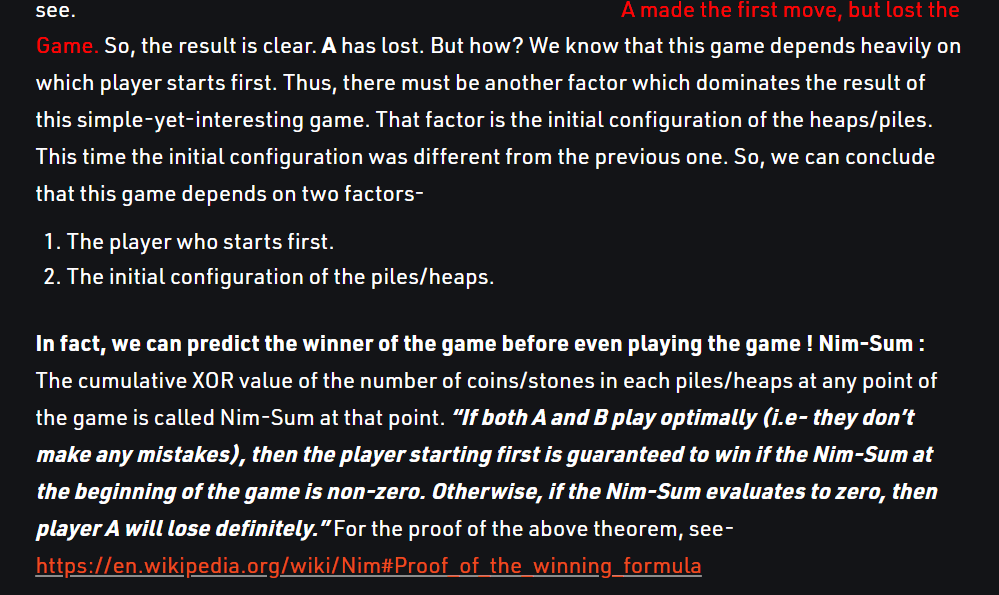 see. A made the first move, but lost the
Game. So, the result is clear. A has lost. But how? We know that this game depends heavily on
which player starts first. Thus, there must be another factor which dominates the result of
this simple-yet-interesting game. That factor is the initial configuration of the heaps/piles.
This time the initial configuration was different from the previous one. So, we can conclude
that this game depends on two factors-
1. The player who starts first.
2. The initial configuration of the piles/heaps.
In fact, we can predict the winner of the game before even playing the game ! Nim-Sum :
The cumulative XOR value of the number of coins/stones in each piles/heaps at any point of
the game is called Nim-Sum at that point. “If both A and B play optimally (i.e- they don’t
make any mistakes), then the player starting first is guaranteed to win if the Nim-Sum at
the beginning of the game is non-zero. Otherwise, if the Nim-Sum evaluates to zero, then
player A will lose definitely.” For the proof of the above theorem, see-
https://en.wikipedia.org/wiki/Nim#Proof_of_the_winning_formula